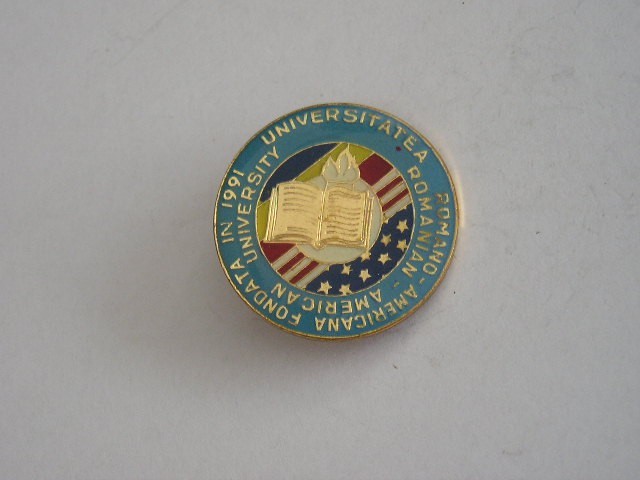 UNIVERSITATEA ROMANO-AMERICANA FONDATA IN 1991
ROMANIAN-AMERICAN UNIVERSITY